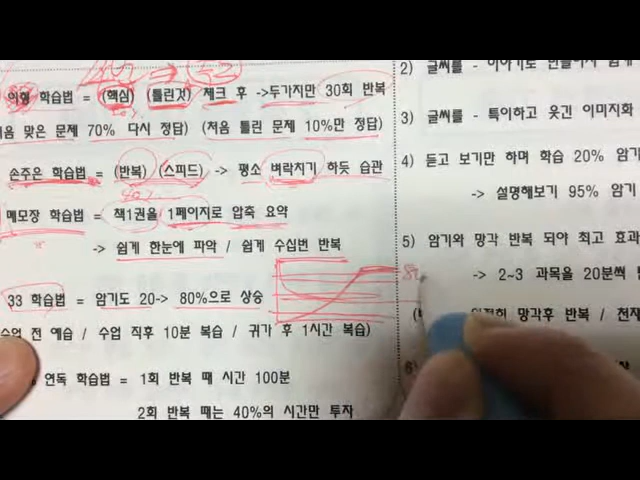 학습법 = (핵심) (틀린것) 체크 후 ->두가지만 30회 반복
맞은 문제 70% 다시 정답) (처음 틀린 문제 10%만 정답)
손주은 학습법 = (반복) (스피드) -> 평소 벼락치기 하듯 습관
메모장 학습법 = 책1권을 1페이지로 압축 요약
-> 쉽게 한눈에 파악 / 쉽게 수십번 반복
33 학습법 = 암기도 20-> 80%으로 상승
수업 전 예습 / 수업 직후 10분 복습 / 귀가 후 1시간 복습)
연독 학습법 = 1회 반복 때 시간 100분
2회 반복 때는 40%의 시간만 투자
2) 글씨를 -
3) 글씨를 - 특이하고 웃긴 이미지화
4) 듣고 보기만 하며 학습 20% 암기
-> 설명해보기 95% 암기
5) 암기와 망각 반복 되야 최고 효과
-> 2~3 과목을 20분씩
망각후 반복 /
6)